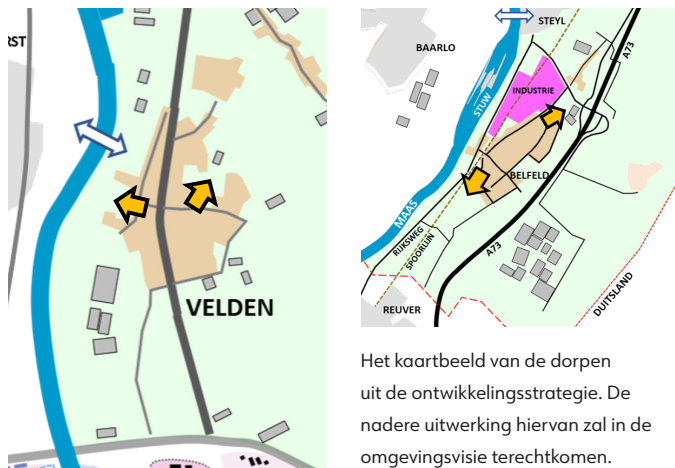 RST
VELDEN
STEYL
BAARLO
A73
INDUSTRIE
STUW
BELFELD
MAAS
RIJKSWEG
SPOORLIJN
A73
DUITSLAND
REUVER
Het kaartbeeld van de dorpen
uit de ontwikkelingsstrategie. De
nadere uitwerking hiervan zal in de
omgevingsvisie terechtkomen.